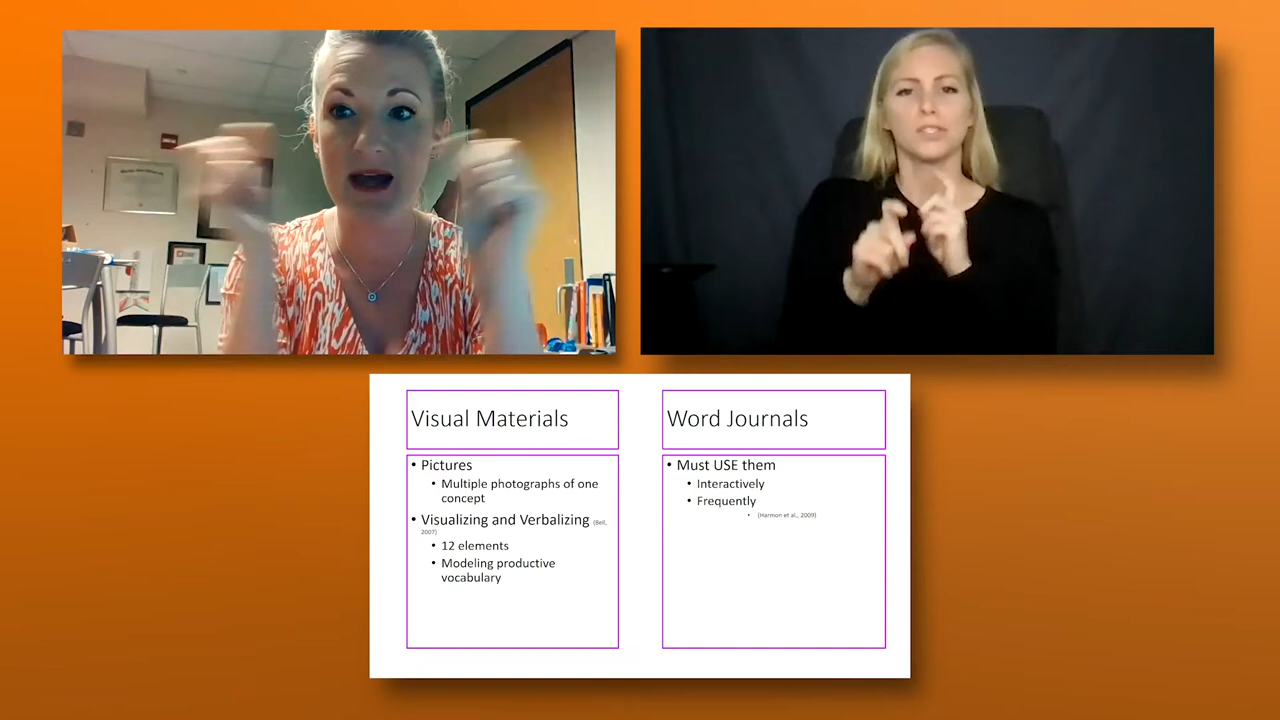 Visual Materials
• Pictures
• Multiple photographs of one
concept
• Visualizing and Verbalizing (Bell,
2007)
• 12 elements
• Modeling productive
vocabulary
Word Journals
• Must USE them
• Interactively
• Frequently
• (Harmon et al., 2009)